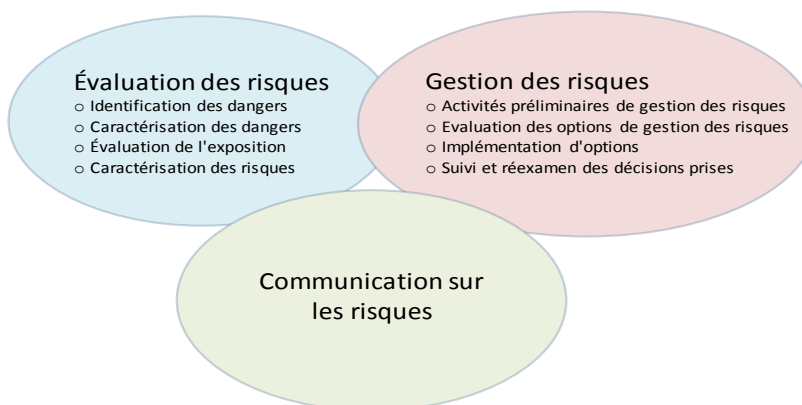 Évaluation des risques
o Identification des dangers
o Caractérisation des dangers
o Évaluation de l'exposition
o Caractérisation des risques
Gestion des risques
o Activités préliminaires de gestion des risques
o Evaluation des options de gestion des risques
o Implémentation d'options
o Suivi et réexamen des décisions prises
Communication sur
les risques